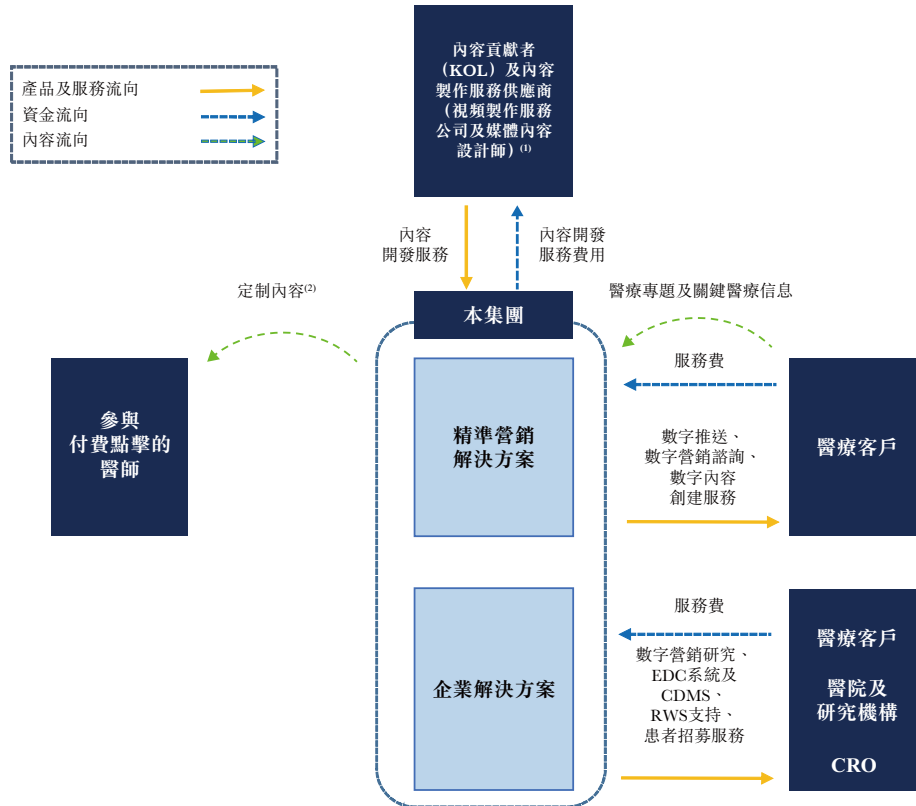 產品及服務流向
資金流向
內容流向
內容貢獻者
（KOL）及內容
製作服務供應商
（視頻製作服務
公司及媒體內容
設計師）(1)
內容
開發服務
內容開發
服務費用
定制內容(2)
本集團
醫療專題及關鍵醫療信息
參與
付費點擊的
醫師
精準營銷
解決方案
服務費
數字推送、
數字營銷諮詢、
數字內容
創建服務
醫療客戶
企業解決方案
服務費
數字營銷研究、
EDC系統及
CDMS、
RWS支持、
患者招募服務
醫療客戶
醫院及
研究機構
CRO